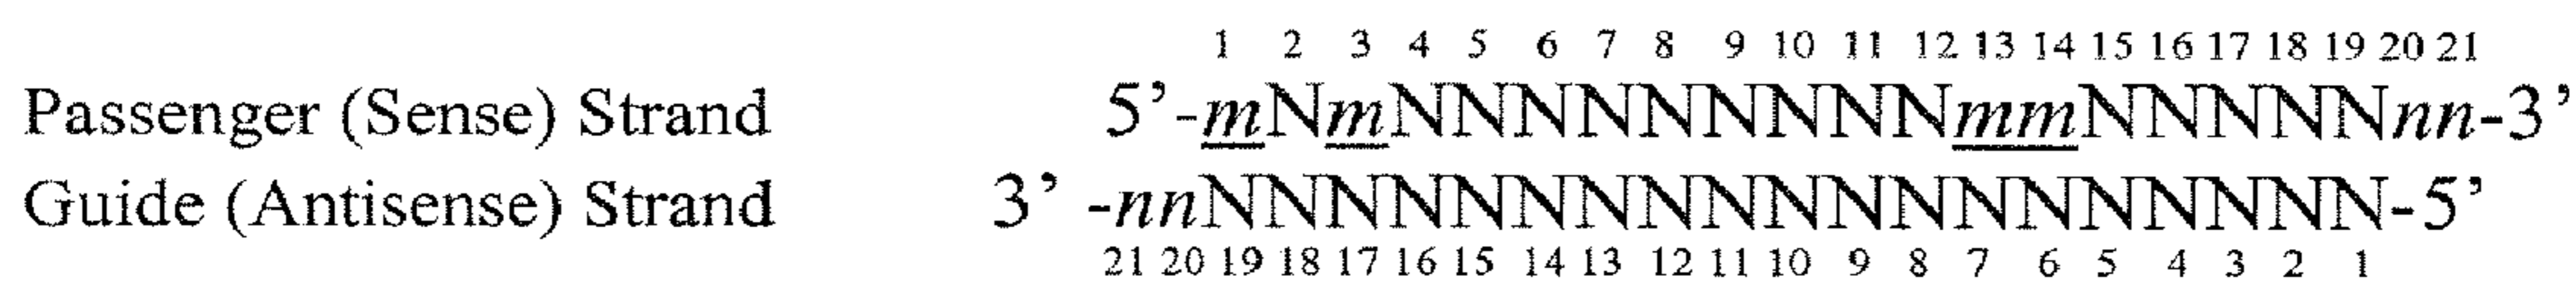 1 2 3 4 5 6 7 8 9 10 11 12 13 14 15 16 17 18 19 20 21
Passenger (Sense) Strand 5’-mNmNNNNNNNNNmmNNNNNnn-3’
Guide (Antisense) Strand 3’ -nnNNNNNNNNNNNNNNNNNNN-5’
21 20 19 18 17 16 15 14 13 12 11 10 9 8 7 6 5 4 3 2 1